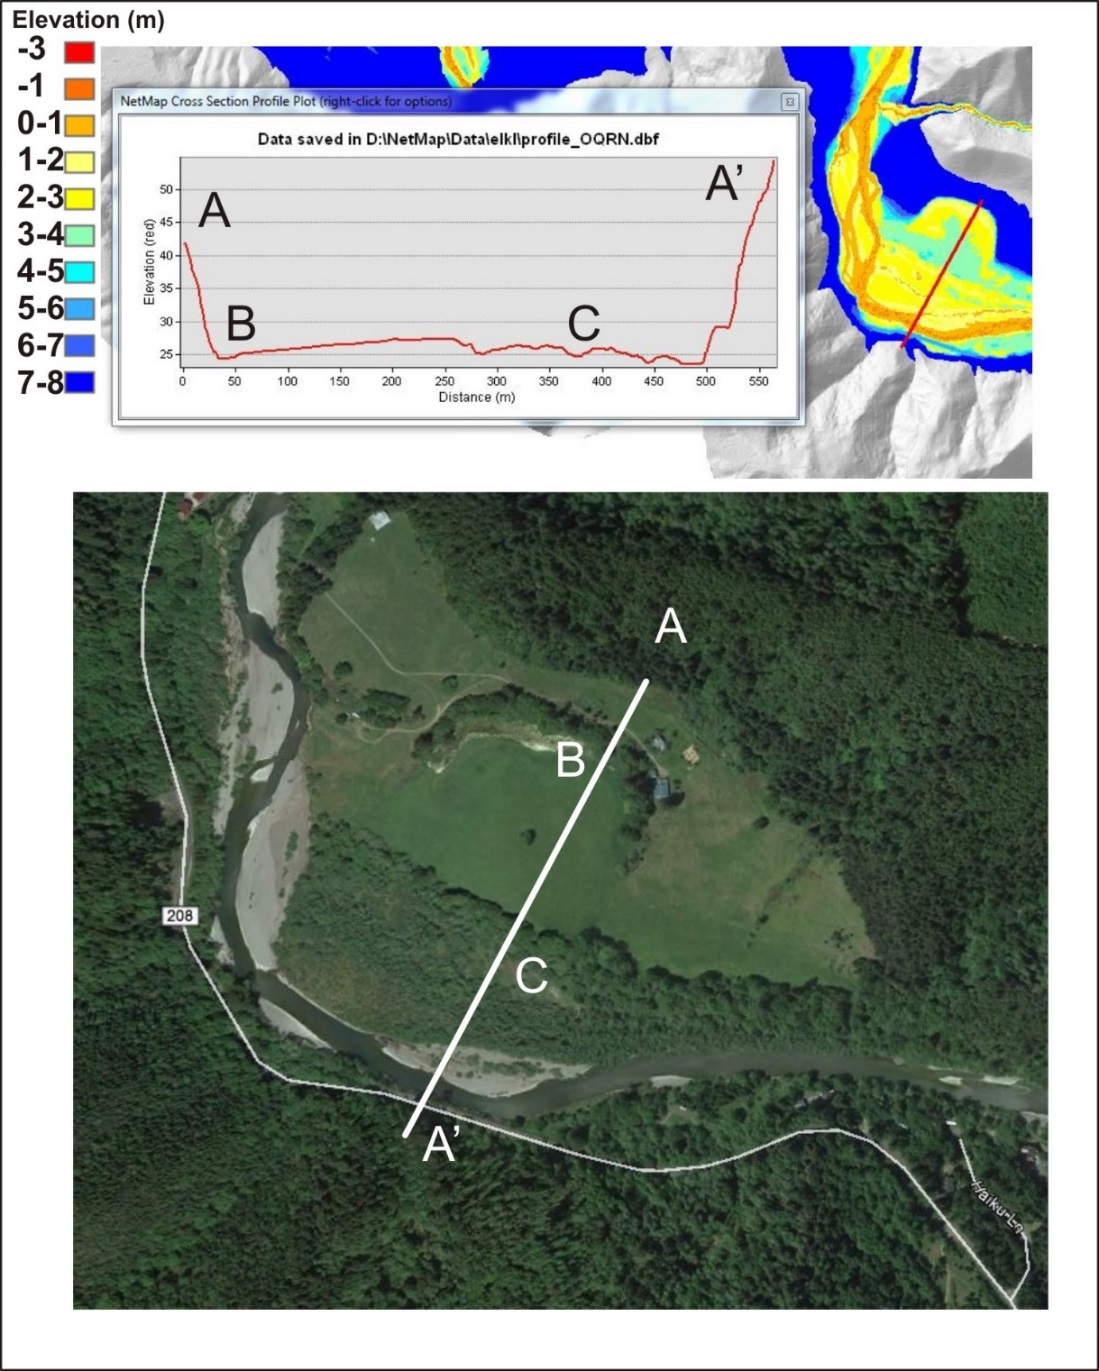 Elevation (m)
-3
-1
0-1
1-2
2-3
3-4
4-5
5-6
6-7
7-8
NetMap Cross Section Profile Plot (right-click for options)
Data saved in D:\NetMap\Data\elkl\profile_OQRN.dbf
A
A'
B
C
Elevation (red)
50
45
40
35
30
25
0
50
100
150
200
250
300
350
400
450
500
550
Distance (m)
A
B
C
A'
208
Haiku-Ln